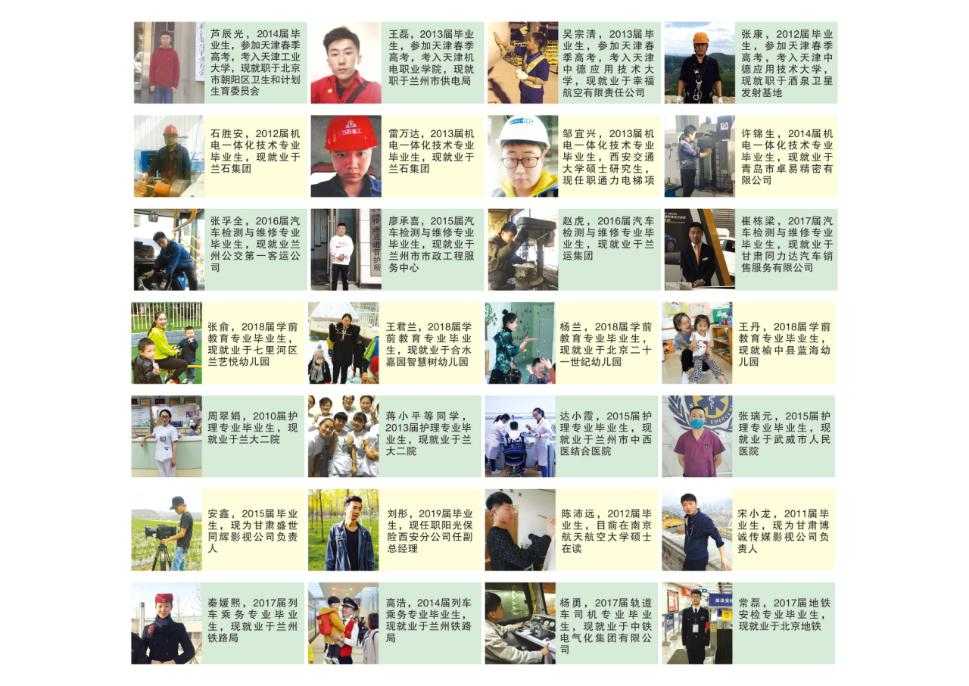 芦辰光，2014届毕
业生，参加天津春季
高考，考入天津工业
大学，现就职于北京
市朝阳区卫生和计划
生育委员会
王磊，2013届毕业
生，参加天津春季
高考，考入天津机
电职业学院，现就
职于兰州市供电局
吴宗清，2013届毕
业生，参加天津春
季高考，考入天津
中德应用技术大
学，现就业于幸福
航空有限责任公司
张康，2012届毕业
生，参加天津春季
高考，考入天津中
德应用技术大学，
现就职于酒泉卫星
发射基地
石胜安，2012届机
电一体化技术专业
毕业生，现就业于
兰石集团
雷万达，2013届机
电一体化技术专业
毕业生，现就业于
兰石集团
邹宜兴，2013届机
电一体化技术专业
毕业生，西安交通
大学硕士研究生，
现任职通力电梯项
许锦生，2014届机
电一体化技术专业
毕业生，现就业于
青岛市卓易精密有
限公司
张孚全，2016届汽
车检测与维修专业
毕业生，现就业兰
州公交第一客运公
司
廖承喜，2015届汽
车检测与维修专业
毕业生，现就业于
兰州市市政工程服
务中心
赵虎，2016届汽车
检测与维修专业毕
业生，现就业于兰
运集团
崔栋梁，2017届汽
车检测与维修专业
毕业生，现就业于
甘肃同力达汽车销
售服务有限公司
张俞，2018届学前
教育专业毕业生，
现就业于七里河区
兰艺悦幼儿园
王君兰，2018届学
前教育专业毕业
生，现就业于合水
嘉园智慧树幼儿园
杨兰，2018届学前
教育专业毕业生，
现就业于北京二十
一世纪幼儿园
王丹，2018届学前
教育专业毕业生，
现就榆中县蓝海幼
儿园
周翠娟，2010届护
理专业毕业生，现
就业于兰大二院
蒋小平等同学，
2013届护理专业毕
业生，现就业于兰
大二院
达小霞，2015届护
理专业毕业生，现
就业于兰州市中西
医结合医院
张瑞元，2015届护
理专业毕业生，现
就业于武威市人民
医院
安鑫，2015届毕业
生，现为甘肃盛世
同辉影视公司负责
人
刘彤，2019届毕业
生，现任职阳光保
险西安分公司任副
总经理
陈沛远，2012届毕
业生，目前在南京
航天航空大学硕士
在读
宋小龙，2011届毕
业生，现为甘肃博
诚传媒影视公司负
责人
秦媛熙，2017届列
车乘务专业毕业
生，现就业于兰州
铁路局
高浩，2014届列车
乘务专业毕业生，
现就业于兰州铁路
局
杨勇，2017届轨道
车司机专业毕业
生，现就业于中铁
电气化集团有限公
司
常磊，2017届地铁
安检专业毕业生，
现就业于北京地铁